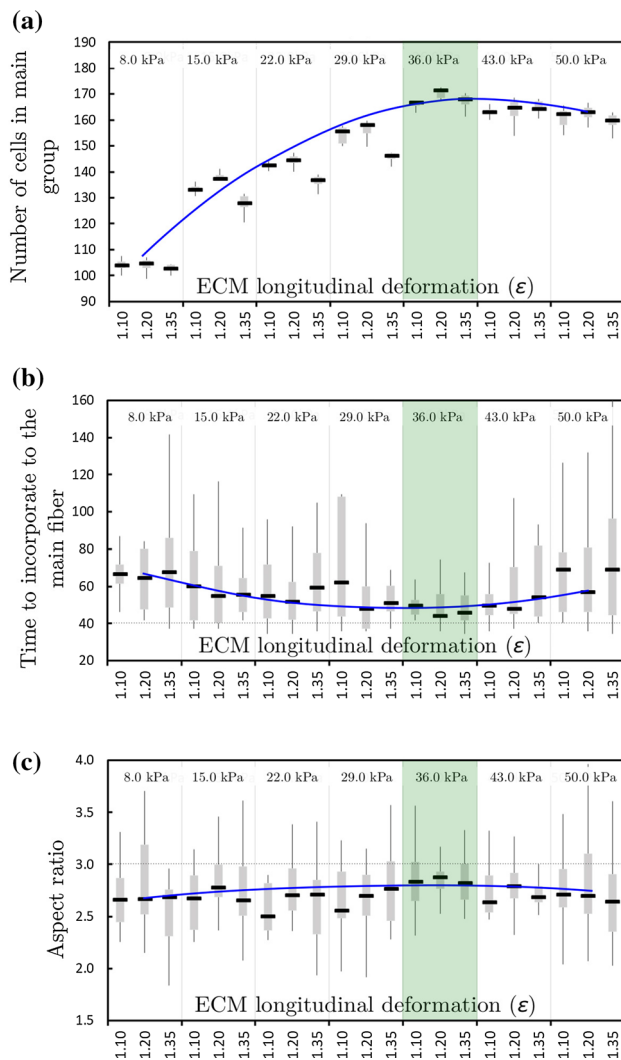 (a)
Number of cells in main
group
190
180
170
160
150
140
130
120
110
100
90
8.0 kPa 15.0 kPa 22.0 kPa 29.0 kPa 36.0 kPa 43.0 kPa 50.0 kPa
ECM longitudinal deformation (ε)
1.10 1.20 1.35 1.10 1.20 1.35 1.10 1.20 1.35 1.10 1.20 1.35 1.10 1.20 1.35 1.10 1.20 1.35 1.10 1.20 1.35
(b)
Time to incorporate to the
main fiber
160
140
120
100
80
60
40
20
8.0 kPa 15.0 kPa 22.0 kPa 29.0 kPa 36.0 kPa 43.0 kPa 50.0 kPa
ECM longitudinal deformation (ε)
1.10 1.20 1.35 1.10 1.20 1.35 1.10 1.20 1.35 1.10 1.20 1.35 1.10 1.20 1.35 1.10 1.20 1.35 1.10 1.20 1.35
(c)
Aspect ratio
4.0
3.5
3.0
2.5
2.0
1.5
8.0 kPa 15.0 kPa 22.0 kPa 29.0 kPa 36.0 kPa 43.0 kPa 50.0 kPa
ECM longitudinal deformation (ε)
1.10 1.20 1.35 1.10 1.20 1.35 1.10 1.20 1.35 1.10 1.20 1.35 1.10 1.20 1.35 1.10 1.20 1.35 1.10 1.20 1.35